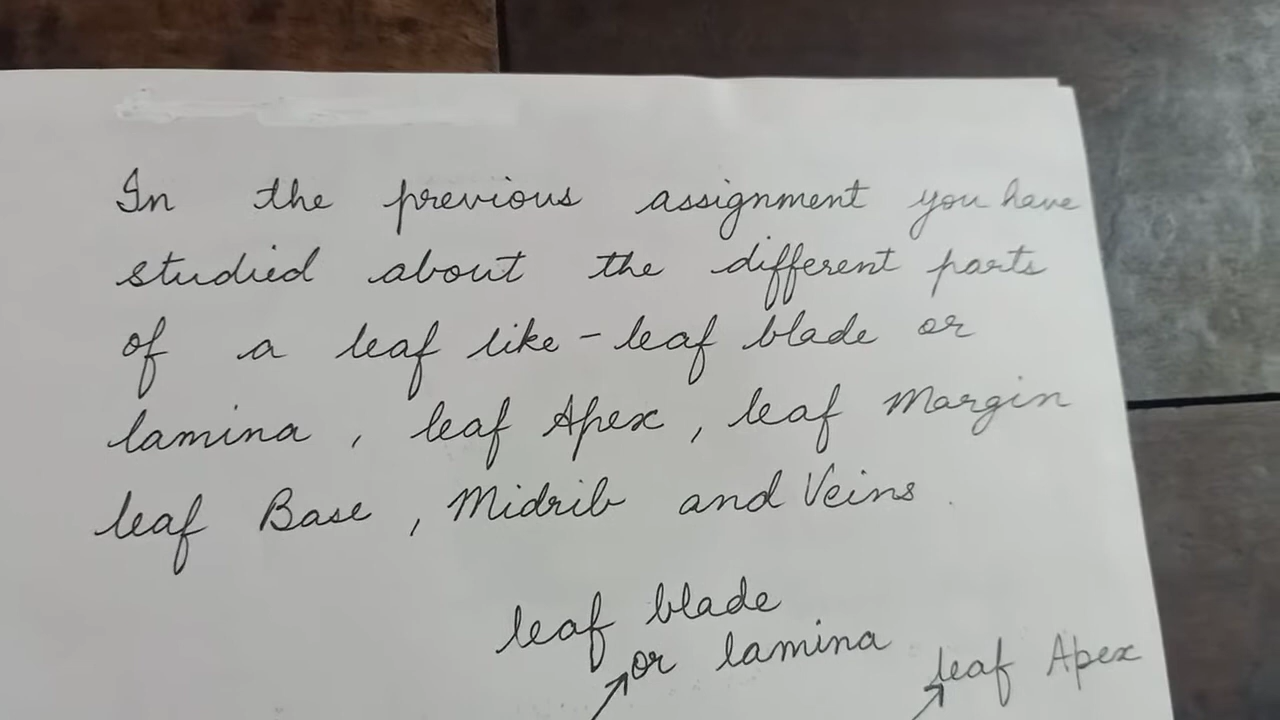 In the previous assignment you have
studied about the different parts
of a leaf like - leaf blade or
lamina , leaf Apex , leaf Margin
leaf Base , Midrib and Veins .
leaf blade
or lamina
leaf Apex